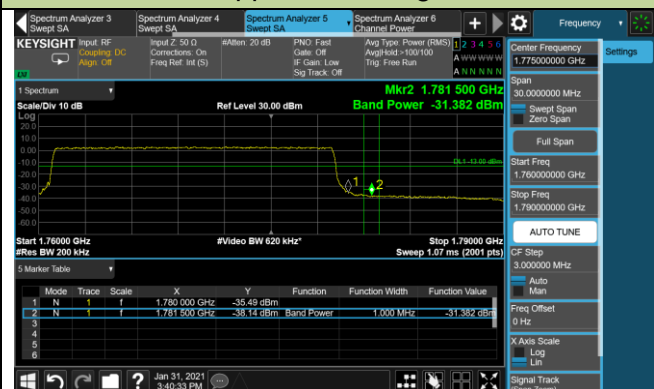 Spectrum Analyzer 3
Swept SA
Spectrum Analyzer 4
Swept SA
Spectrum Analyzer 5
Swept SA
Spectrum Analyzer 6
Channel Power
+
Frequency
KEYSIGHT
Input: RF
Coupling: DC
Align: Off
Input Z: 50 Ω
Corrections: On
Freq Ref: Int (S)
#Atten: 20 dB
PNO: Fast
Gate: Off
IF Gain: Low
Sig Track: Off
Avg Type: Power (RMS)
Avg|Hold:>100/100
Trig: Free Run
1 2 3 4 5 6
A W W W W W
A N N N N N
LXI
1 Spectrum
Scale/Div 10 dB
Ref Level 30.00 dBm
Mkr2 1.781 500 GHz
Band Power -31.382 dBm
Log
20.0
10.0
0.00
-10.0
-20.0
-30.0
-40.0
-50.0
-60.0
DL1 -13.00 dBm
1
2
Start 1.76000 GHz
#Res BW 200 kHz
#Video BW 620 kHz*
Stop 1.79000 GHz
Sweep 1.07 ms (2001 pts)
5 Marker Table
Mode Trace Scale X Y Function Function Width Function Value
1 N 1 f 1.780 000 GHz -35.49 dBm
2 N 1 f 1.781 500 GHz -38.14 dBm Band Power 1.000 MHz -31.382 dBm
3
4
5
6
Jan 31, 2021
3:40:33 PM
?
Center Frequency
1.775000000 GHz
Settings
Span
30.0000000 MHz
Swept Span
Zero Span
Full Span
Start Freq
1.760000000 GHz
Stop Freq
1.790000000 GHz
AUTO TUNE
CF Step
3.000000 MHz
Auto
Man
Freq Offset
0 Hz
X Axis Scale
Log
Lin
Signal Track
(Span Zoom)